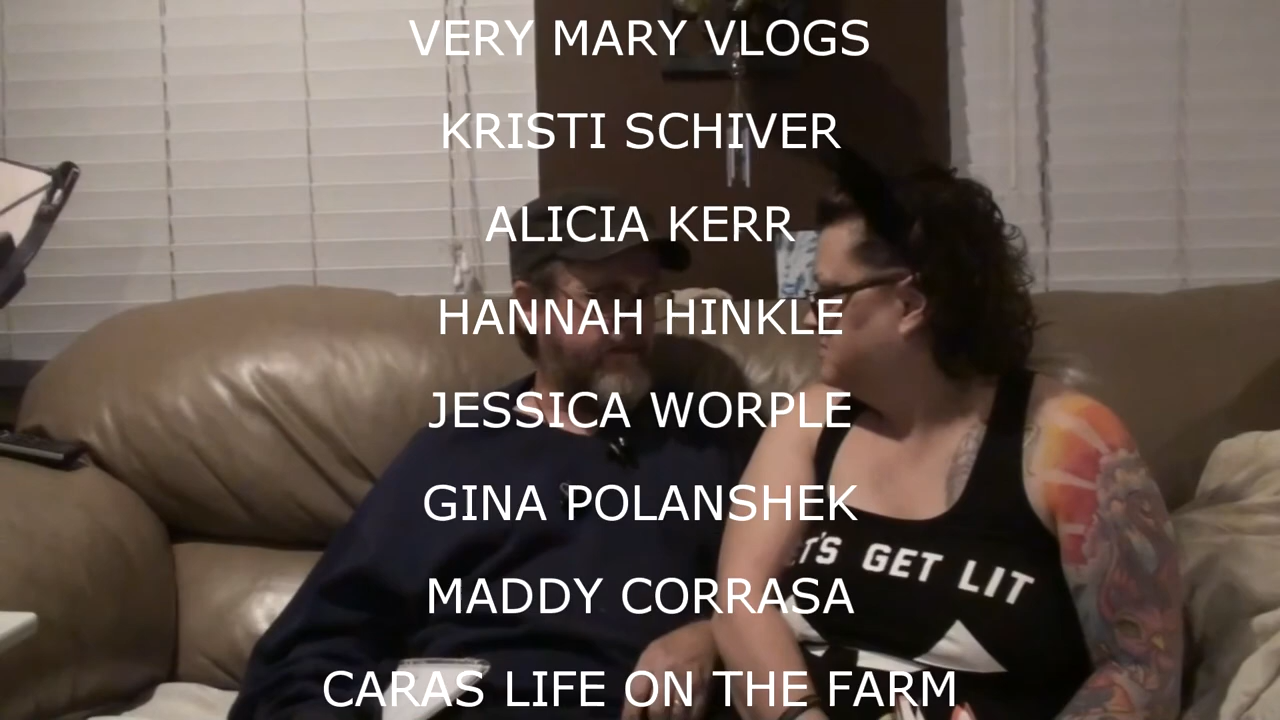 VERY MARY VLOGS
KRISTI SCHIVER
ALICIA KERR
HANNAH HINKLE
JESSICA WORPLE
GINA POLANSHEK
MADDY CORRASA
CARAS LIFE ON THE FARM
ET'S GET LIT